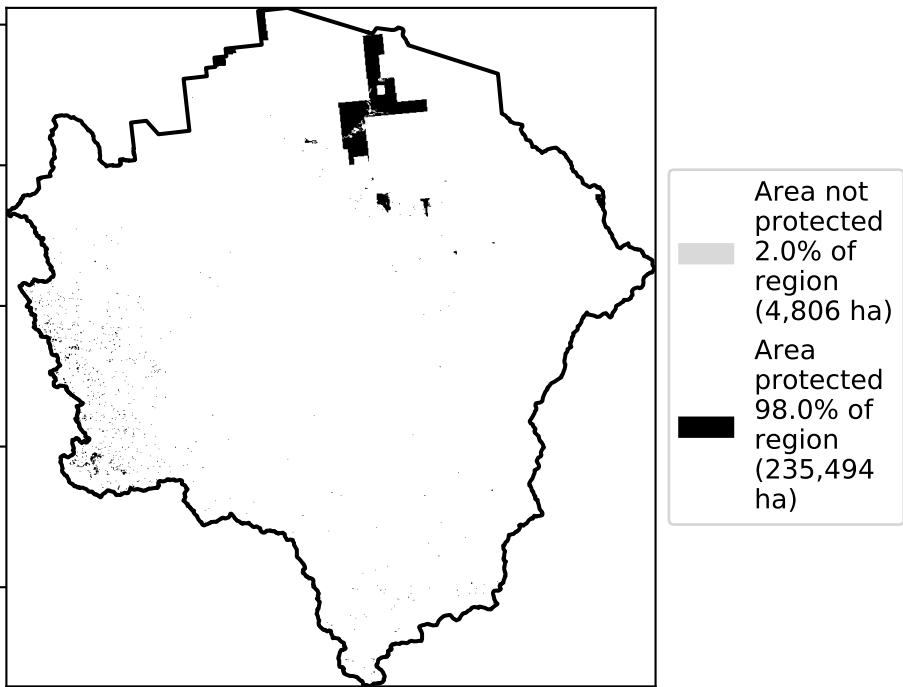 Area not
protected
2.0% of
region
(4,806 ha)
Area
protected
98.0% of
region
(235,494
ha)